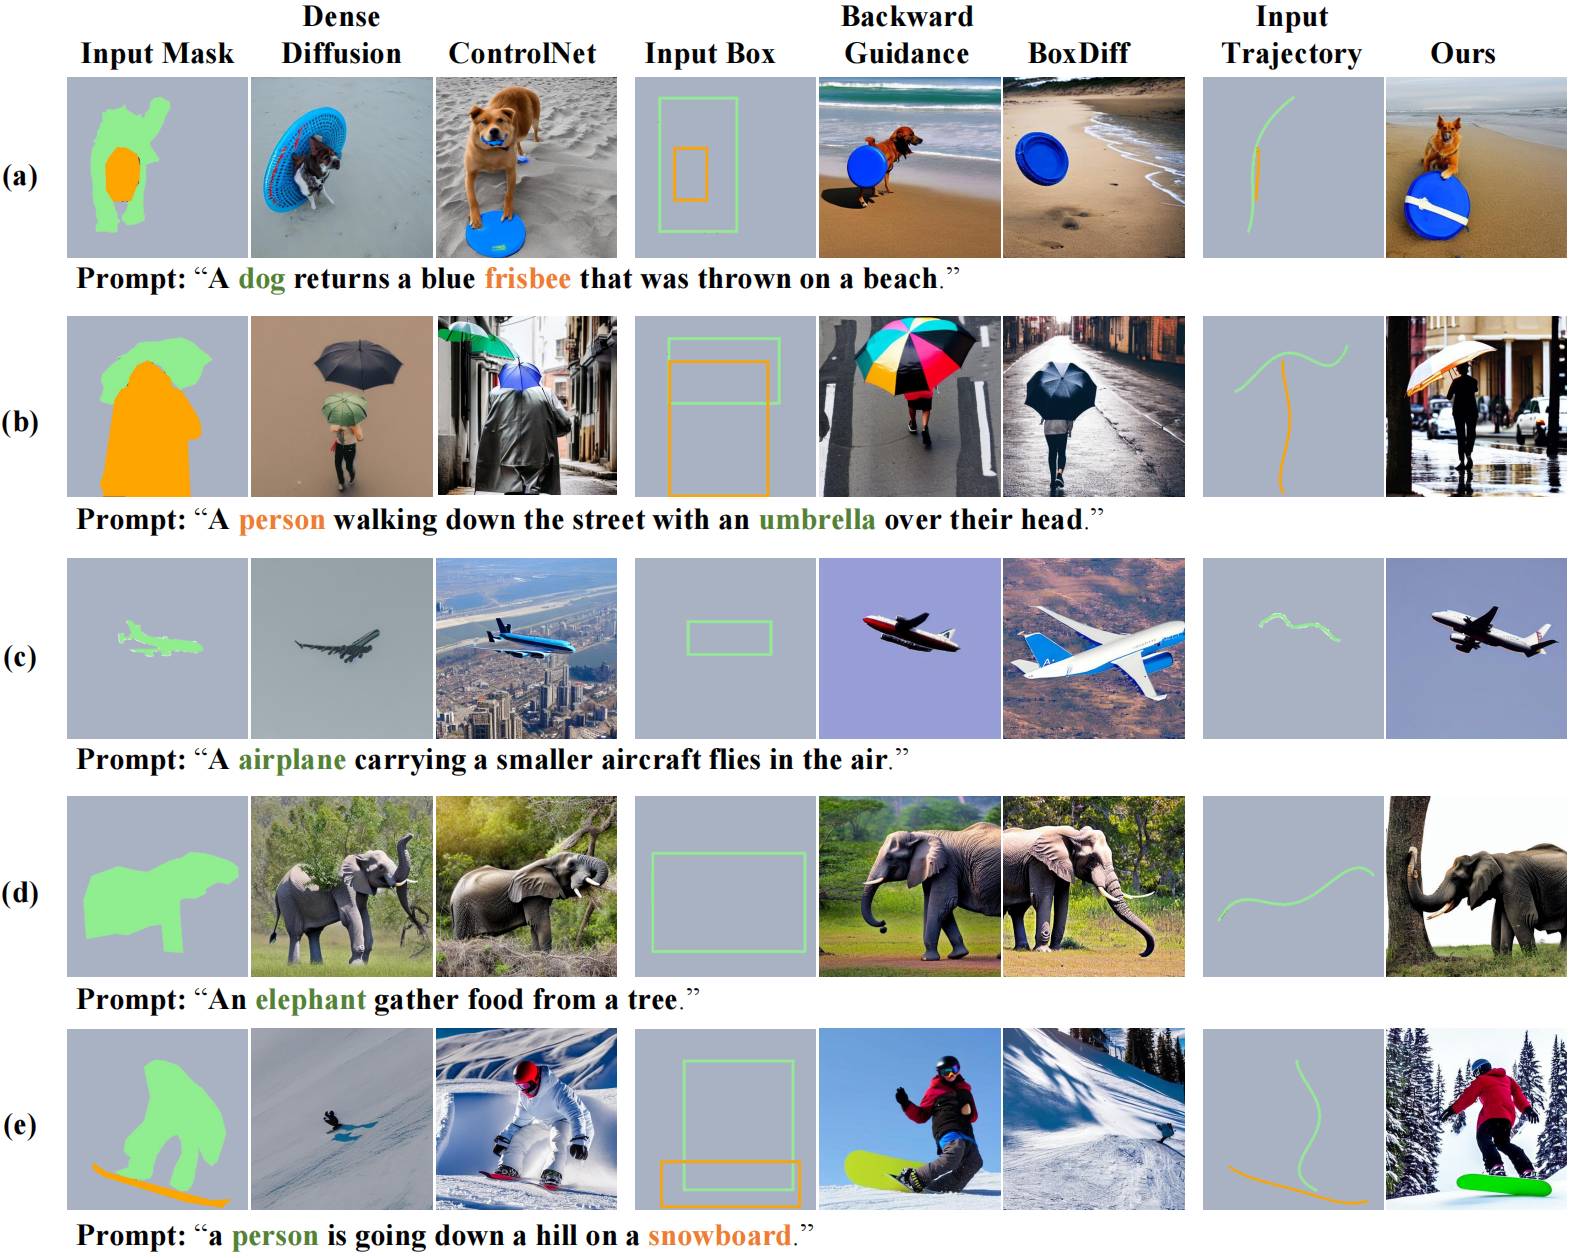 Input Mask Dense Diffusion ControlNet Input Box Backward Guidance BoxDiff Input Trajectory Ours
(a)
Prompt: “A dog returns a blue frisbee that was thrown on a beach.”
(b)
Prompt: “A person walking down the street with an umbrella over their head.”
(c)
Prompt: “A airplane carrying a smaller aircraft flies in the air.”
(d)
Prompt: “An elephant gather food from a tree.”
(e)
Prompt: “a person is going down a hill on a snowboard.”